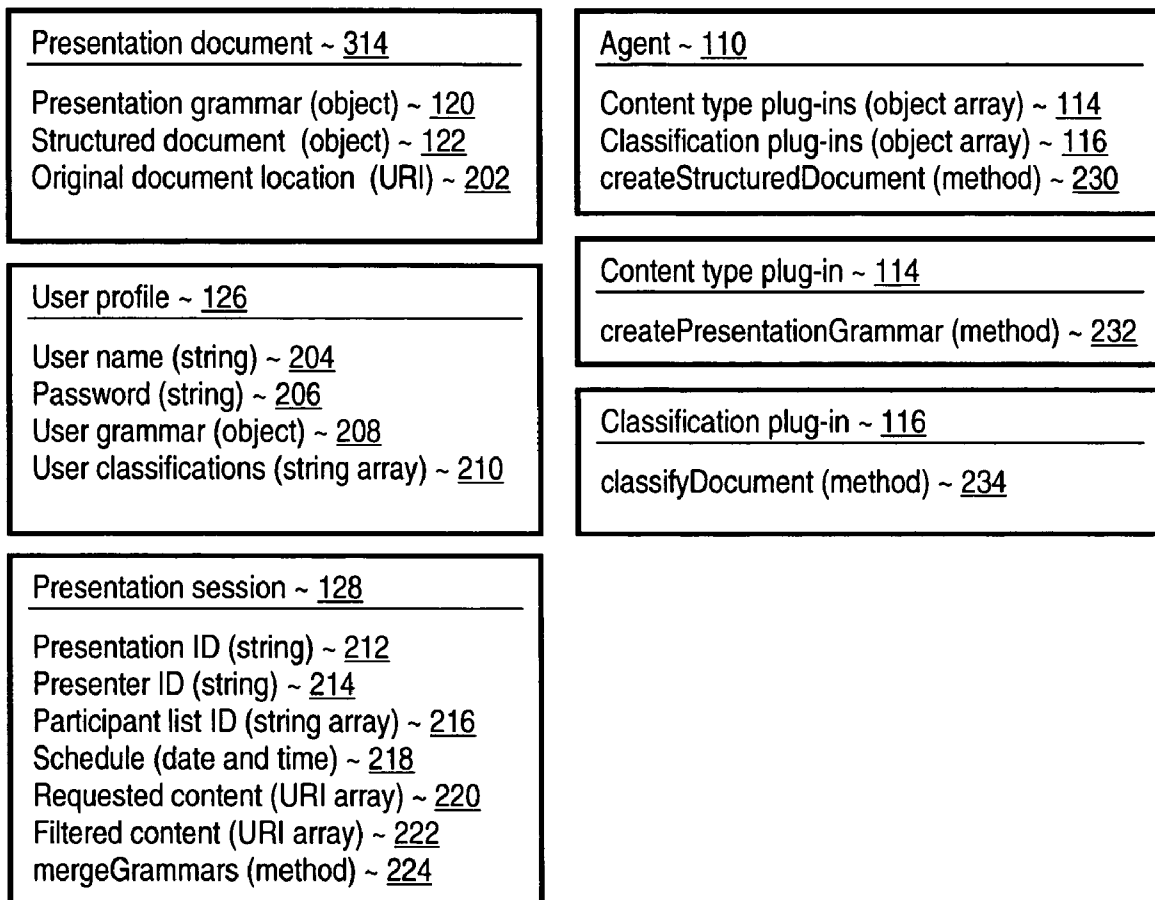 Presentation document ~ 314
Presentation grammar (object) ~ 120
Structured document (object) ~ 122
Original document location (URI) ~ 202
User profile ~ 126
User name (string) ~ 204
Password (string) ~ 206
User grammar (object) ~ 208
User classifications (string array) ~ 210
Presentation session ~ 128
Presentation ID (string) ~ 212
Presenter ID (string) ~ 214
Participant list ID (string array) ~ 216
Schedule (date and time) ~ 218
Requested content (URI array) ~ 220
Filtered content (URI array) ~ 222
mergeGrammars (method) ~ 224
Agent ~ 110
Content type plug-ins (object array) ~ 114
Classification plug-ins (object array) ~ 116
createStructuredDocument (method) ~ 230
Content type plug-in ~ 114
createPresentationGrammar (method) ~ 232
Classification plug-in ~ 116
classifyDocument (method) ~ 234